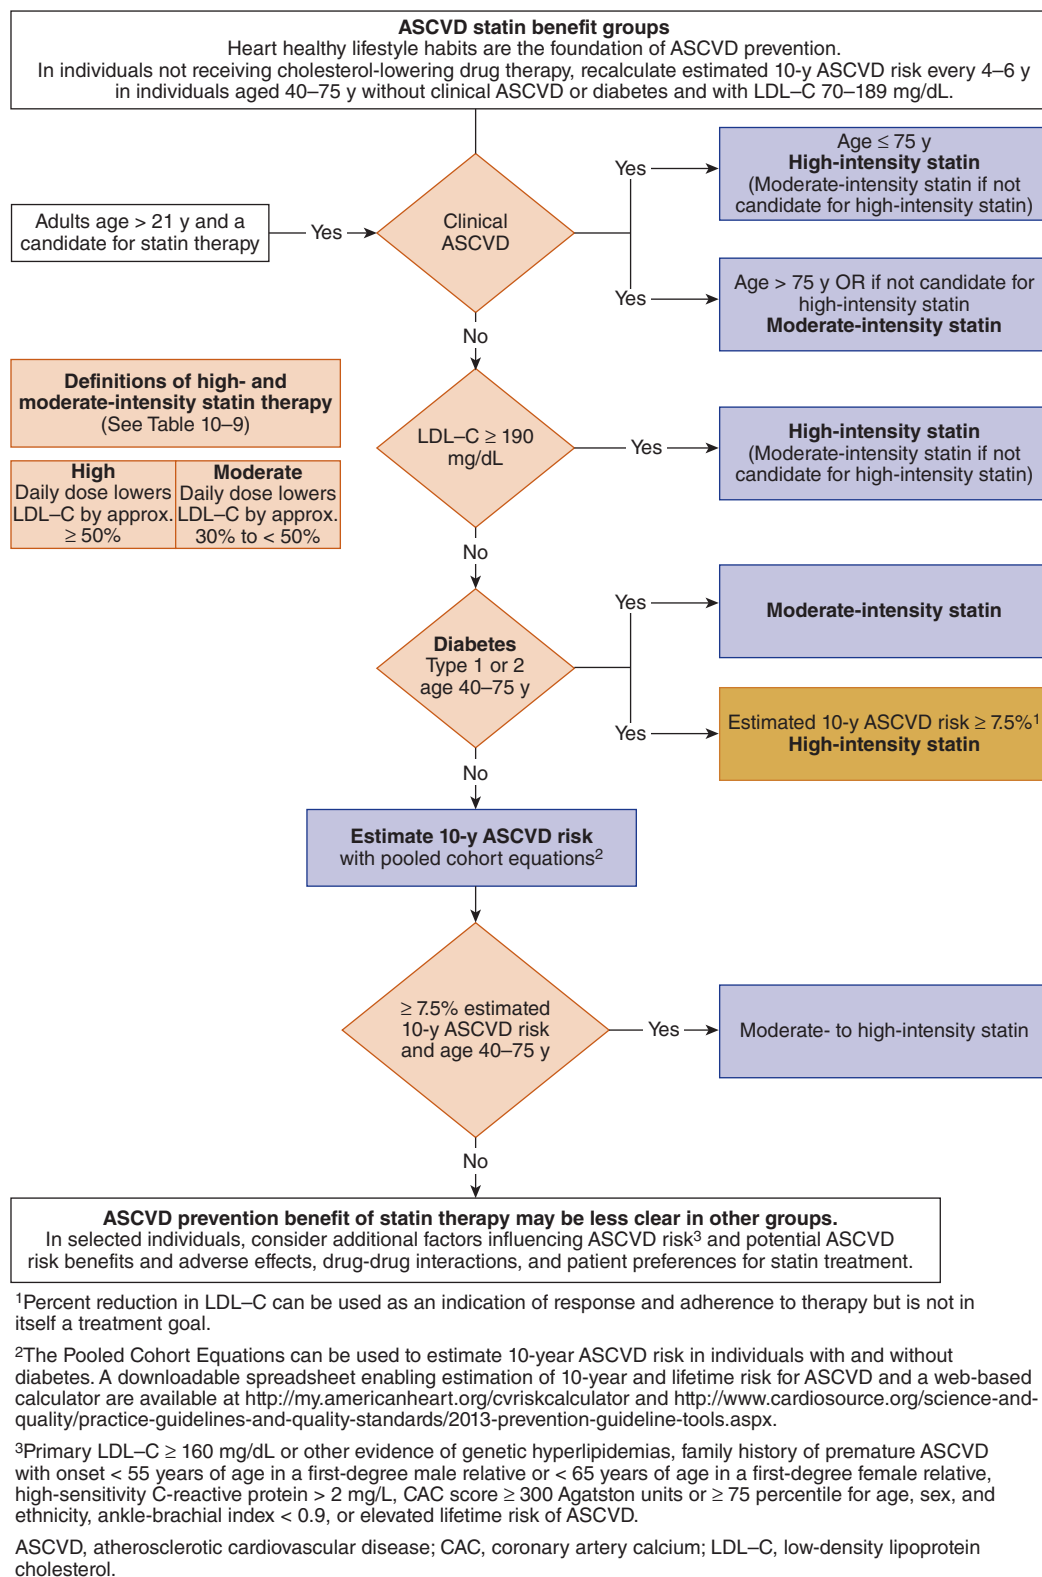 ASCVD statin benefit groups
Heart healthy lifestyle habits are the foundation of ASCVD prevention.
In individuals not receiving cholesterol-lowering drug therapy, recalculate estimated 10-y ASCVD risk every 4–6 y
in individuals aged 40–75 y without clinical ASCVD or diabetes and with LDL–C 70–189 mg/dL.
Adults age > 21 y and a
candidate for statin therapy
Yes
Clinical
ASCVD
Yes
Age ≤ 75 y
High-intensity statin
(Moderate-intensity statin if not
candidate for high-intensity statin)
Yes
Age > 75 y OR if not candidate for
high-intensity statin
Moderate-intensity statin
No
Definitions of high- and
moderate-intensity statin therapy
(See Table 10–9)
High
Daily dose lowers
LDL–C by approx.
≥ 50%
Moderate
Daily dose lowers
LDL–C by approx.
30% to < 50%
LDL–C ≥ 190
mg/dL
Yes
High-intensity statin
(Moderate-intensity statin if not
candidate for high-intensity statin)
No
Diabetes
Type 1 or 2
age 40–75 y
Yes
Moderate-intensity statin
Yes
Estimated 10-y ASCVD risk ≥ 7.5%¹
High-intensity statin
No
Estimate 10-y ASCVD risk
with pooled cohort equations²
≥ 7.5% estimated
10-y ASCVD risk
and age 40–75 y
Yes
Moderate- to high-intensity statin
No
ASCVD prevention benefit of statin therapy may be less clear in other groups.
In selected individuals, consider additional factors influencing ASCVD risk³ and potential ASCVD
risk benefits and adverse effects, drug-drug interactions, and patient preferences for statin treatment.
¹Percent reduction in LDL–C can be used as an indication of response and adherence to therapy but is not in
itself a treatment goal.
²The Pooled Cohort Equations can be used to estimate 10-year ASCVD risk in individuals with and without
diabetes. A downloadable spreadsheet enabling estimation of 10-year and lifetime risk for ASCVD and a web-based
calculator are available at http://my.americanheart.org/cvriskcalculator and http://www.cardiosource.org/science-and-
quality/practice-guidelines-and-quality-standards/2013-prevention-guideline-tools.aspx.
³Primary LDL–C ≥ 160 mg/dL or other evidence of genetic hyperlipidemias, family history of premature ASCVD
with onset < 55 years of age in a first-degree male relative or < 65 years of age in a first-degree female relative,
high-sensitivity C-reactive protein > 2 mg/L, CAC score ≥ 300 Agatston units or ≥ 75 percentile for age, sex, and
ethnicity, ankle-brachial index < 0.9, or elevated lifetime risk of ASCVD.
ASCVD, atherosclerotic cardiovascular disease; CAC, coronary artery calcium; LDL–C, low-density lipoprotein
cholesterol.